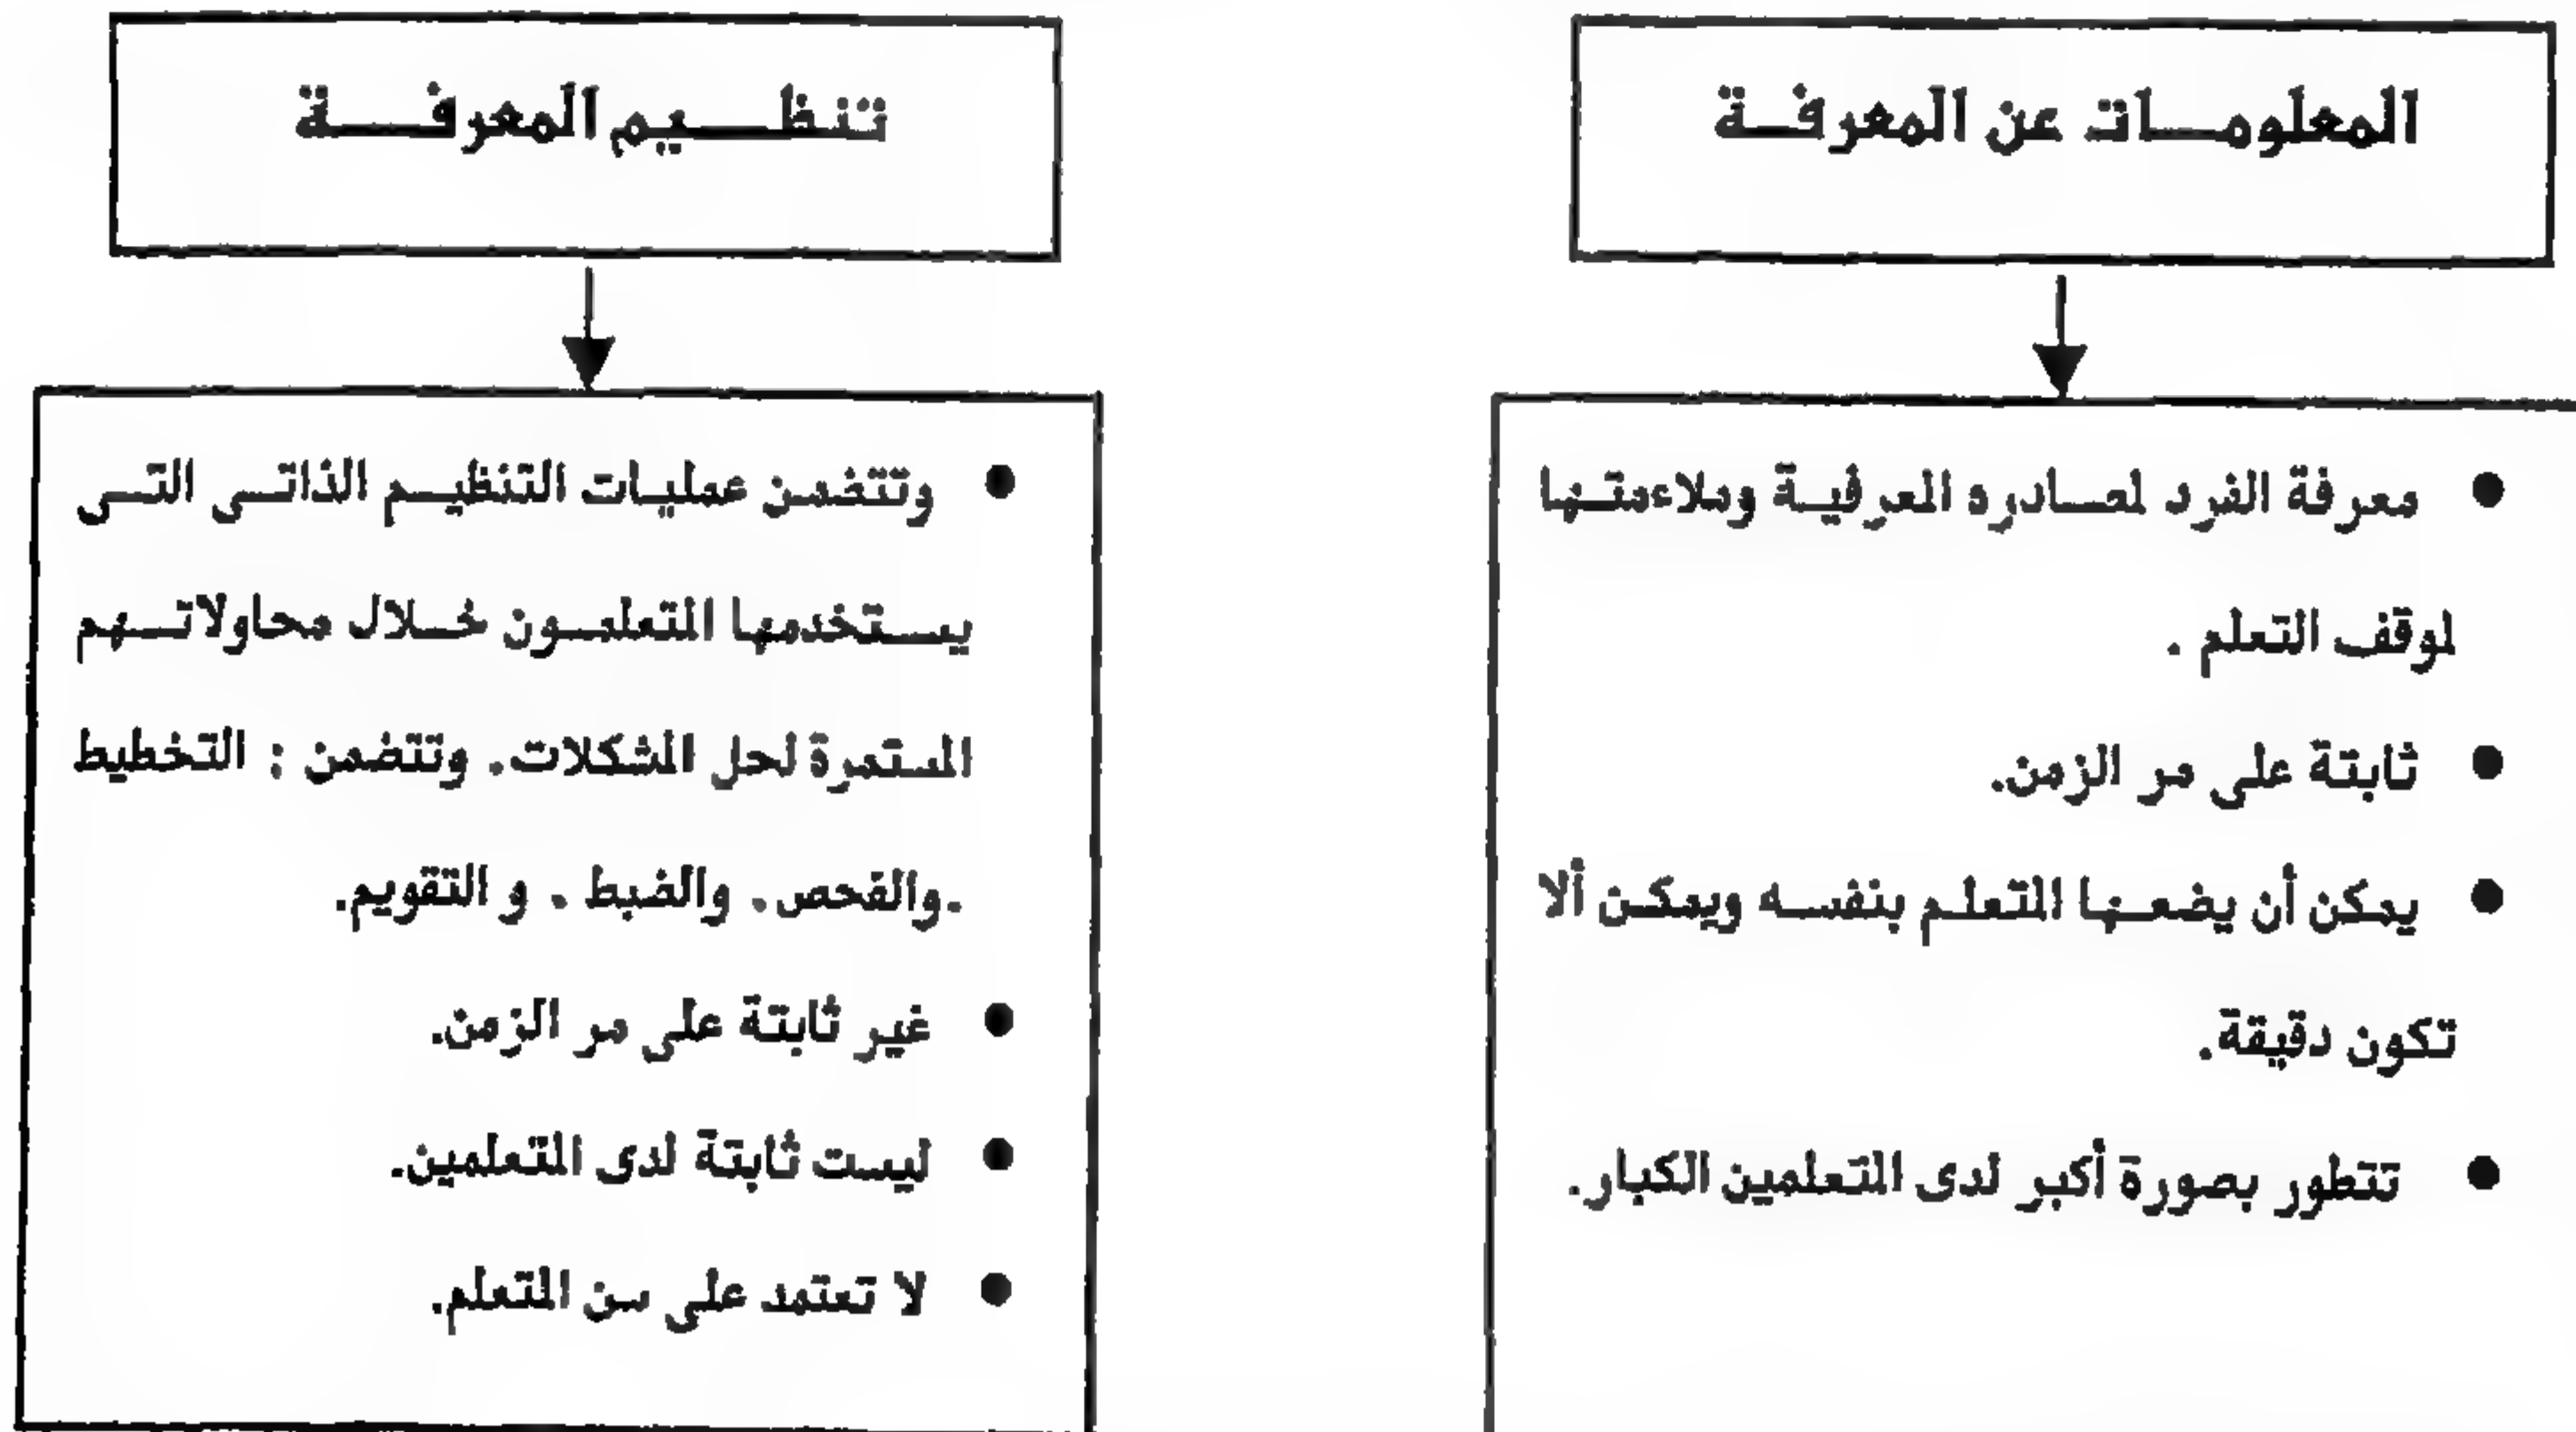 المعلومات عن المعرفة
معرفة الفرد لمصادره المعرفية وملاءمتها
لموقف التعلم .
ثابتة على مر الزمن.
يمكن أن يضعها المتعلم بنفسه ويمكن ألا
تكون دقيقة.
تتطور بصورة أكبر لدى المتعلمين الكبار.
تنظيم المعرفة
وتتضمن عمليات التنظيم الذاتى التى
يستخدمها المتعلمون خلال محاولاتهم
المستمرة لحل المشكلات. وتتضمن : التخطيط
.والفحص. والضبط . و التقويم.
غير ثابتة على مر الزمن.
ليست ثابتة لدى المتعلمين.
لا تعتمد على سن المتعلم.